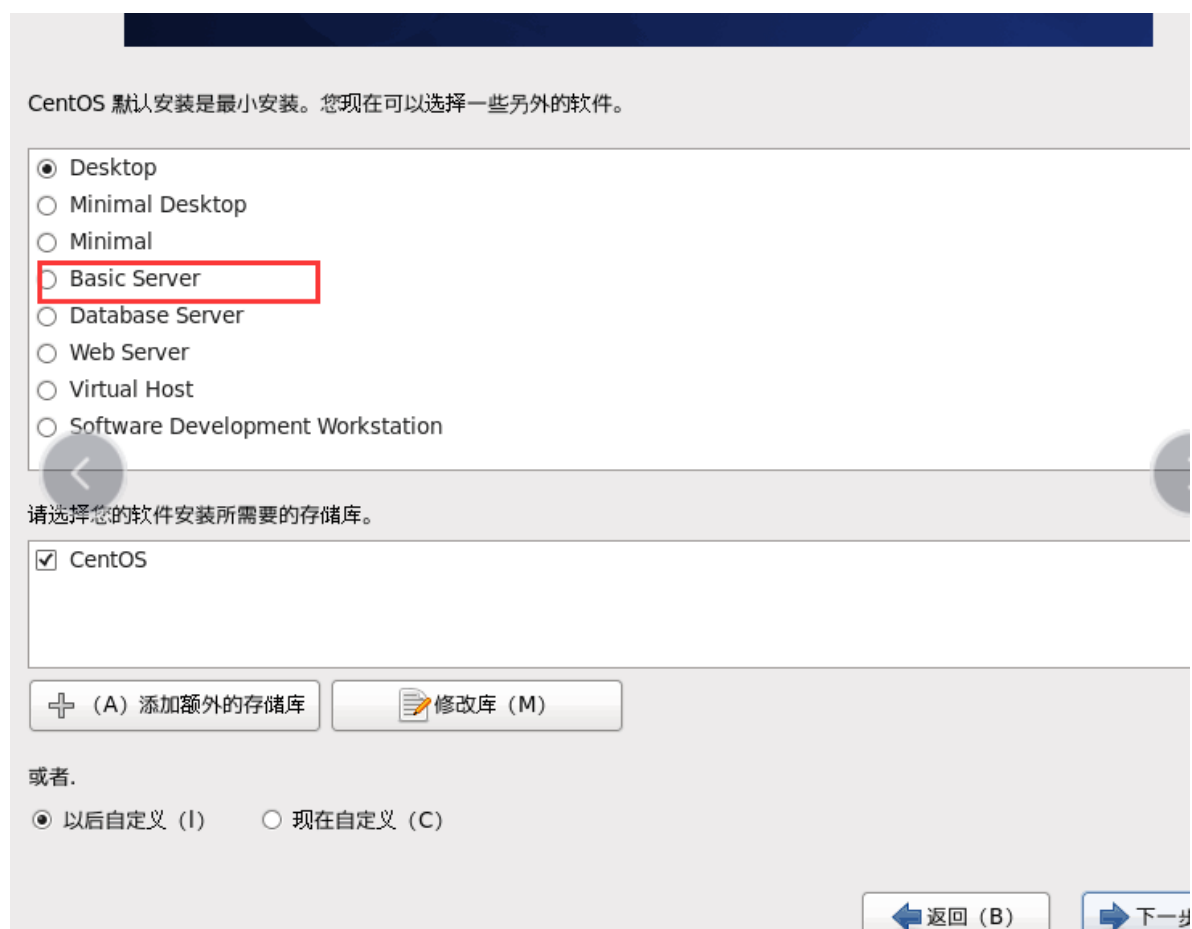 CentOS 默认安装是最小安装。您现在可以选择一些另外的软件。
Desktop
Minimal Desktop
Minimal
Basic Server
Database Server
Web Server
Virtual Host
Software Development Workstation
请选择您的软件安装所需要的存储库。
CentOS
（A）添加额外的存储库 修改库（M）
或者.
以后自定义（l） 现在自定义（C）
返回（B） 下一步